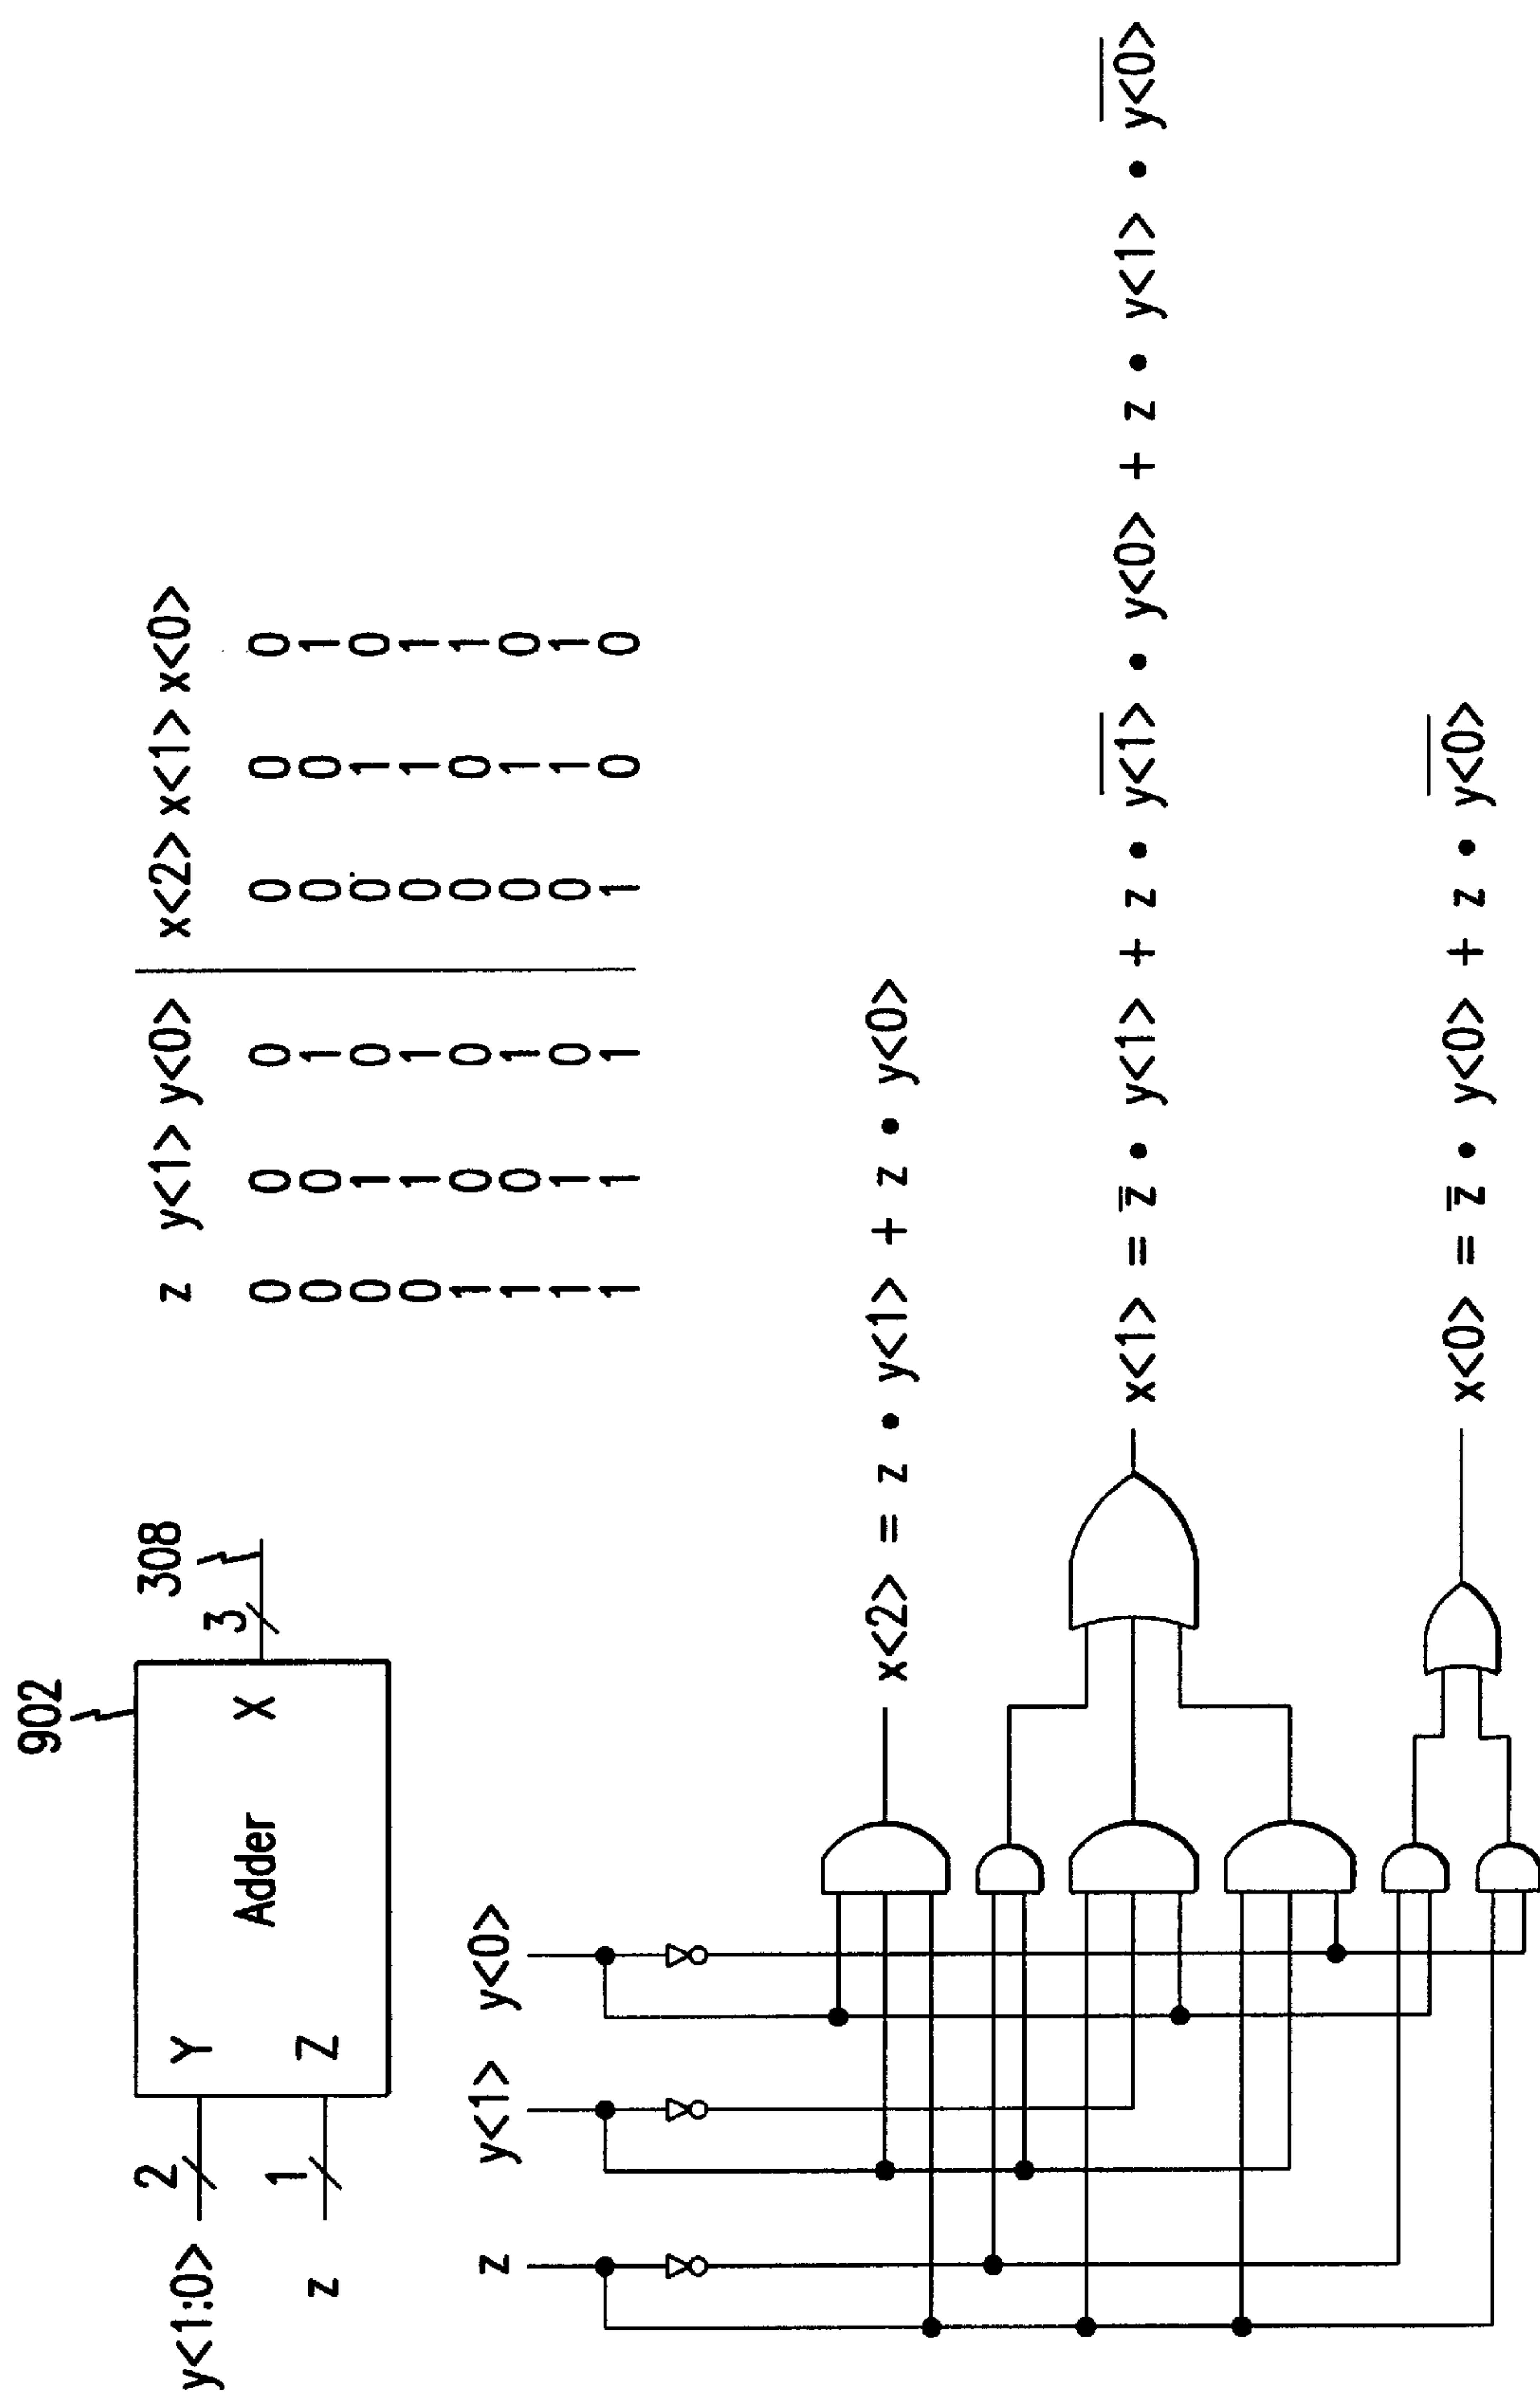 902
308
y<1:0>
2
Y
Adder
X
3
z
1
Z
z y<1> y<0> x<2> x<1> x<0>
0 0 0 0 0 0
0 0 1 0 0 1
0 1 0 0 1 0
0 1 1 0 1 1
1 0 0 0 0 1
1 0 1 0 1 0
1 1 0 0 1 1
1 1 1 1 0 0
z y<1> y<0>
x<2> = z • y<1> + z • y<0>
x<1> = z̅ • y<1> + z • y̅<̅1̅>̅ • y<0> + z • y<1> • y̅<̅0̅>̅
x<0> = z̅ • y<0> + z • y̅<̅0̅>̅